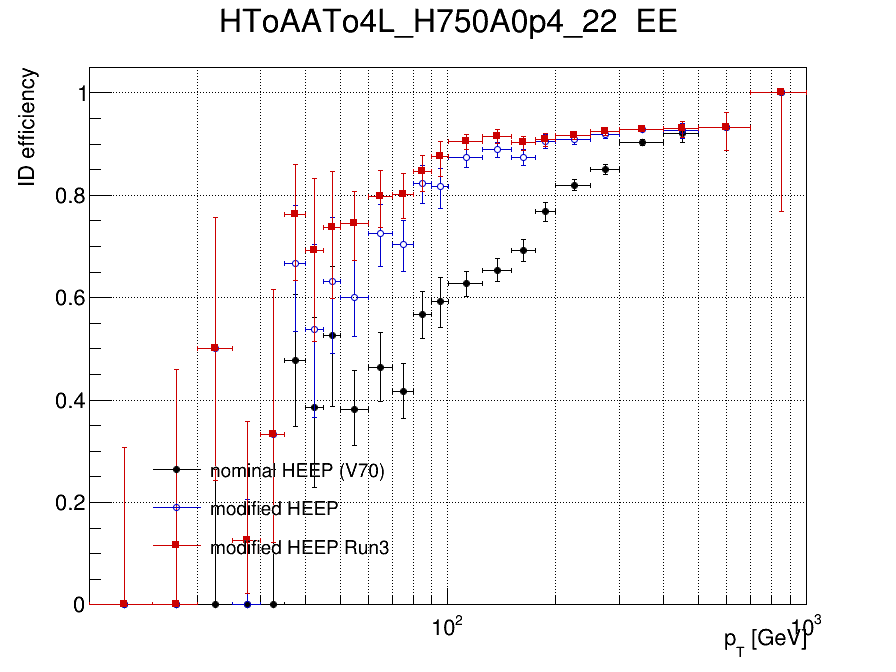 HToAATo4L_H750A0p4_22 EE
ID efficiency
1
0.8
0.6
0.4
0.2
0
nominal HEEP (V70)
modified HEEP
modified HEEP Run3
10²
10³
p_T [GeV]